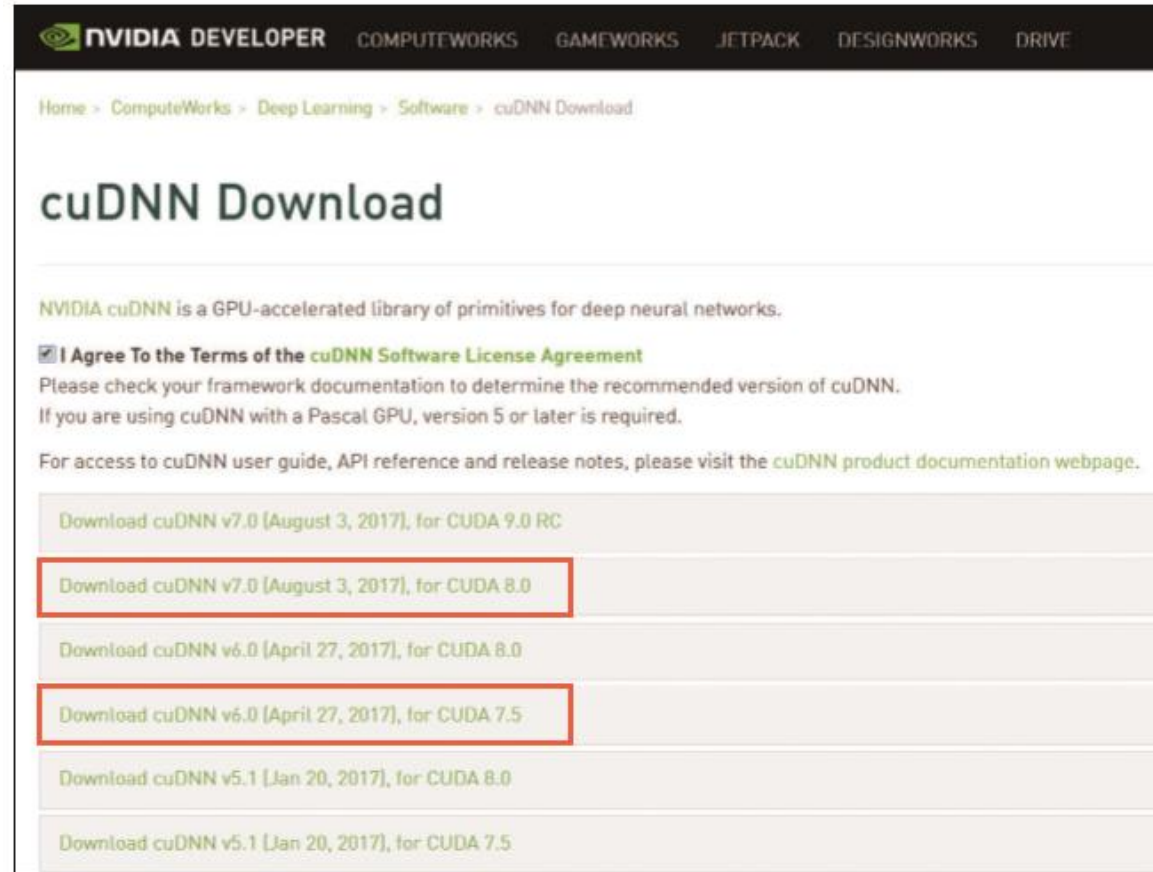 NVIDIA DEVELOPER COMPUTEWORKS GAMEWORKS JETPACK DESIGNWORKS DRIVE
Home > ComputeWorks > Deep Learning > Software > cuDNN Download
cuDNN Download
NVIDIA cuDNN is a GPU-accelerated library of primitives for deep neural networks.
I Agree To the Terms of the cuDNN Software License Agreement
Please check your framework documentation to determine the recommended version of cuDNN.
If you are using cuDNN with a Pascal GPU, version 5 or later is required.
For access to cuDNN user guide, API reference and release notes, please visit the cuDNN product documentation webpage.
Download cuDNN v7.0 [August 3, 2017], for CUDA 9.0 RC
Download cuDNN v7.0 [August 3, 2017], for CUDA 8.0
Download cuDNN v6.0 [April 27, 2017], for CUDA 8.0
Download cuDNN v6.0 [April 27, 2017], for CUDA 7.5
Download cuDNN v5.1 [Jan 20, 2017], for CUDA 8.0
Download cuDNN v5.1 [Jan 20, 2017], for CUDA 7.5